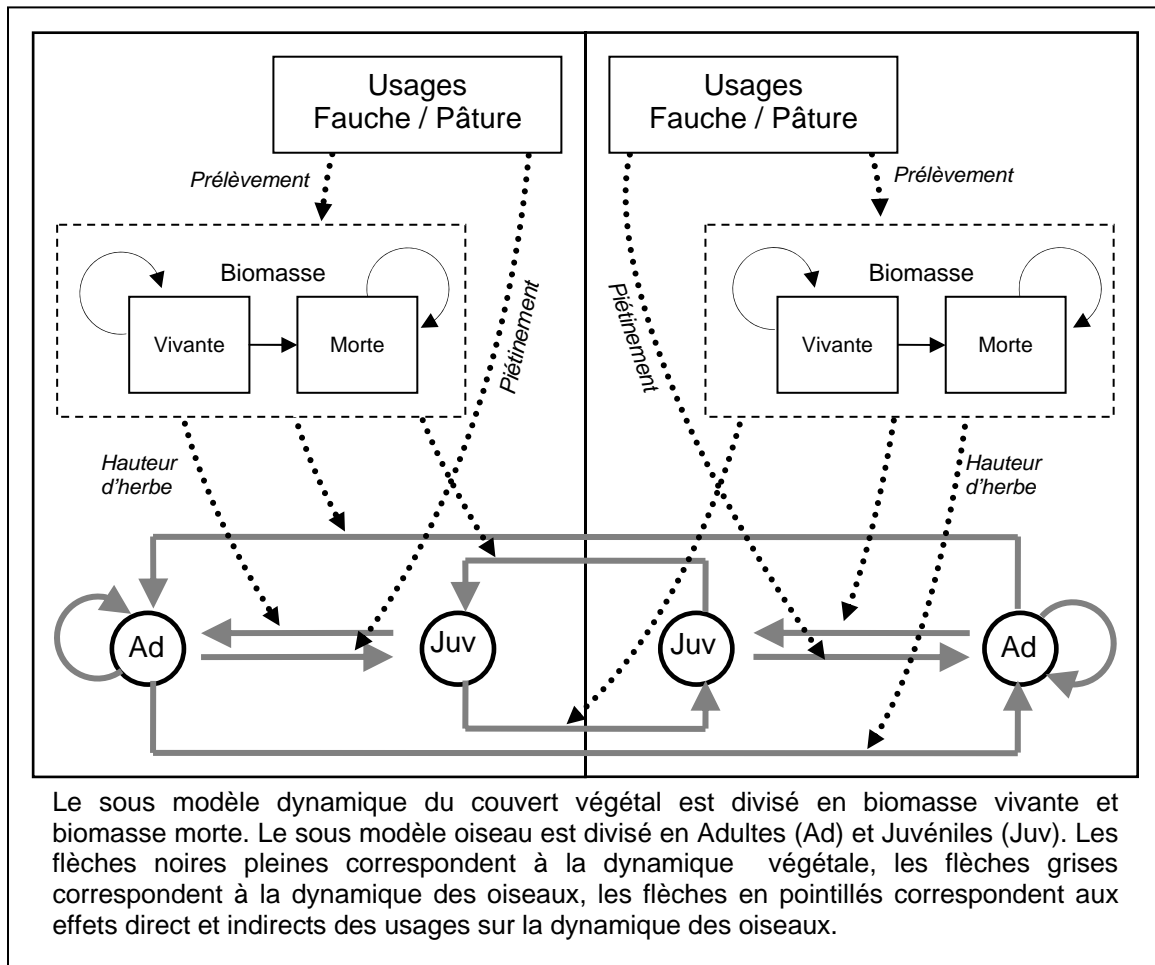 Usages
Fauche / Pâture
Usages
Fauche / Pâture
Prélèvement
Prélèvement
Biomasse
Vivante
Morte
Piétinement
Piétinement
Biomasse
Vivante
Morte
Hauteur
d'herbe
Hauteur
d'herbe
Ad
Juv
Juv
Ad
Le sous modèle dynamique du couvert végétal est divisé en biomasse vivante et
biomasse morte. Le sous modèle oiseau est divisé en Adultes (Ad) et Juvéniles (Juv). Les
flèches noires pleines correspondent à la dynamique végétale, les flèches grises
correspondent à la dynamique des oiseaux, les flèches en pointillés correspondent aux
effets direct et indirects des usages sur la dynamique des oiseaux.